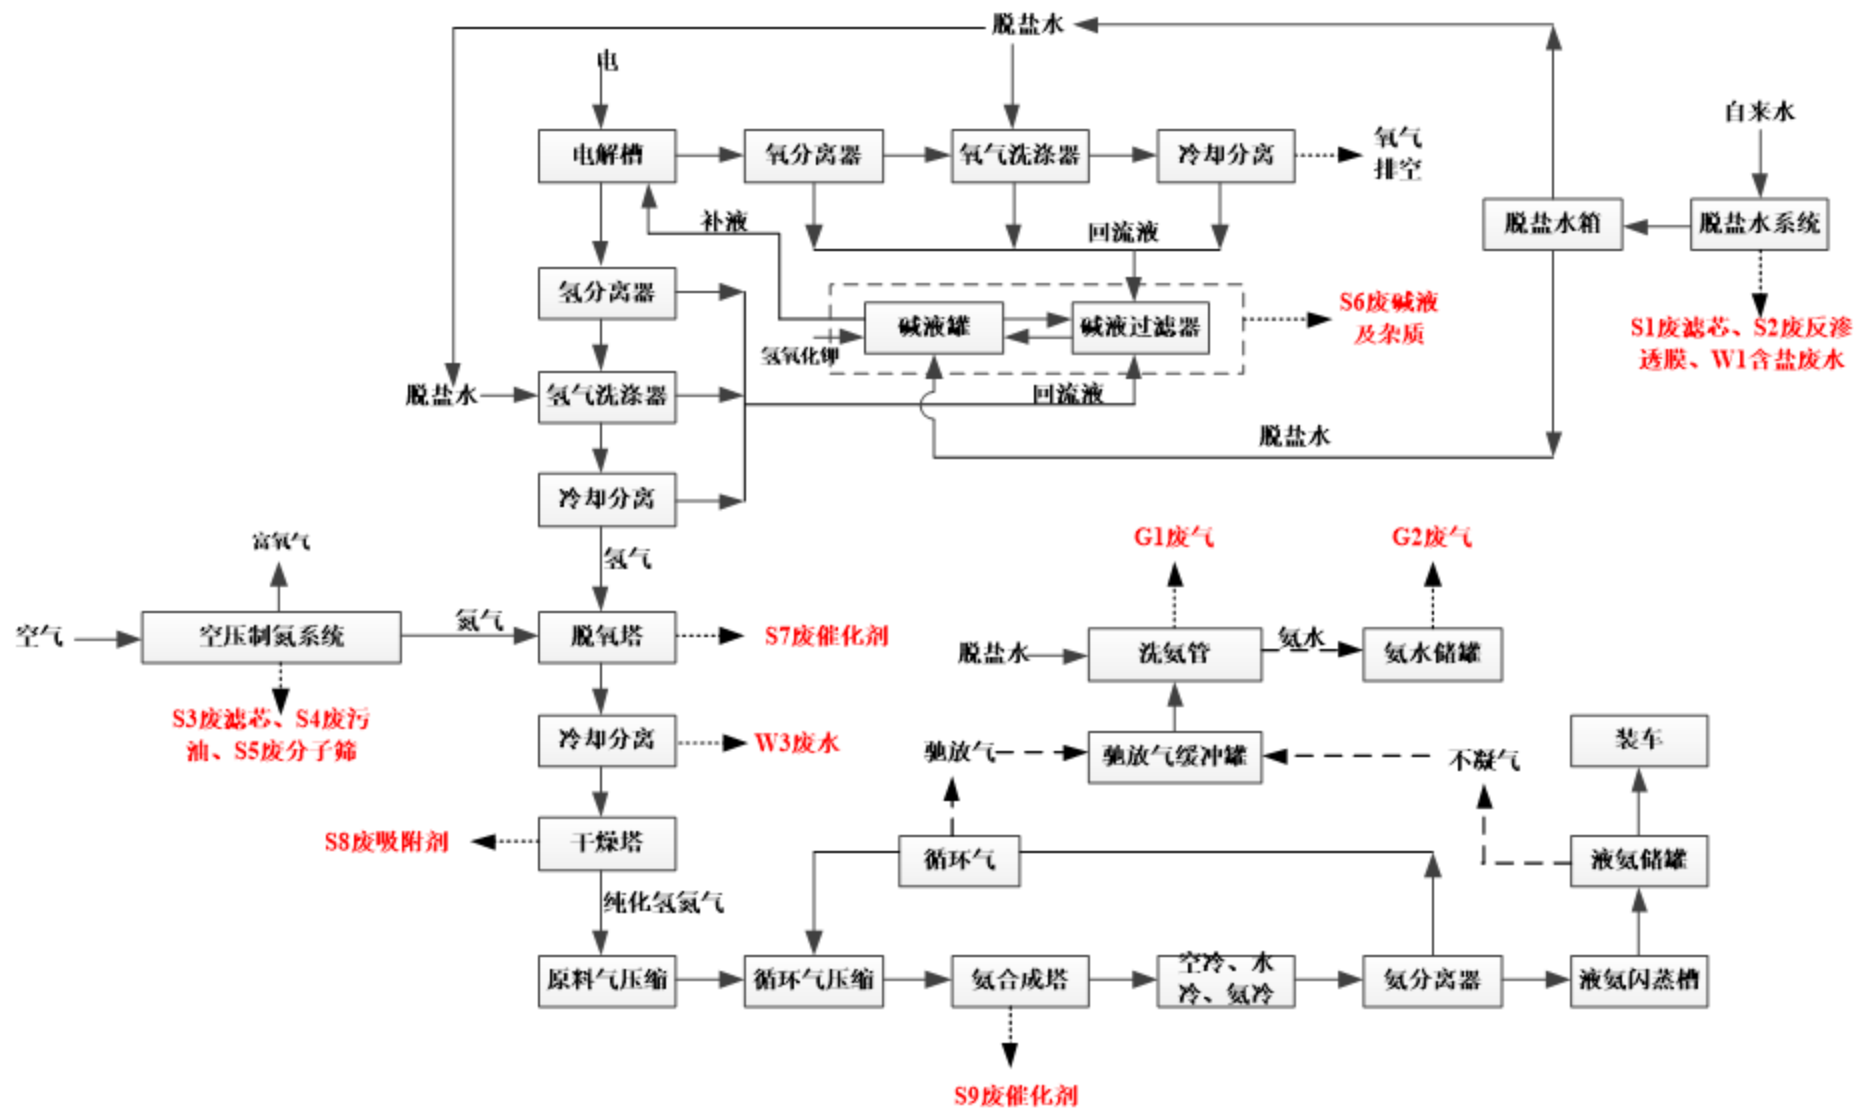 脱盐水
电
自来水
电解槽
氧分离器
氧气洗涤器
冷却分离
氧气
排空
补液
回流液
脱盐水箱
脱盐水系统
氢分离器
碱液罐
碱液过滤器
S6废碱液
及杂质
S1废滤芯、S2废反渗
透膜、W1含盐废水
氢氧化钾
脱盐水
氢气洗涤器
回流液
脱盐水
冷却分离
富氧气
氢气
G1废气
G2废气
空气
空压制氮系统
氮气
脱氧塔
S7废催化剂
脱盐水
洗氨管
氨水
氨水储罐
S3废滤芯、S4废污
油、S5废分子筛
冷却分离
W3废水
驰放气
驰放气缓冲罐
不凝气
装车
S8废吸附剂
干燥塔
循环气
液氨储罐
纯化氢氮气
原料气压缩
循环气压缩
氨合成塔
空冷、水
冷、氨冷
氨分离器
液氨闪蒸槽
S9废催化剂